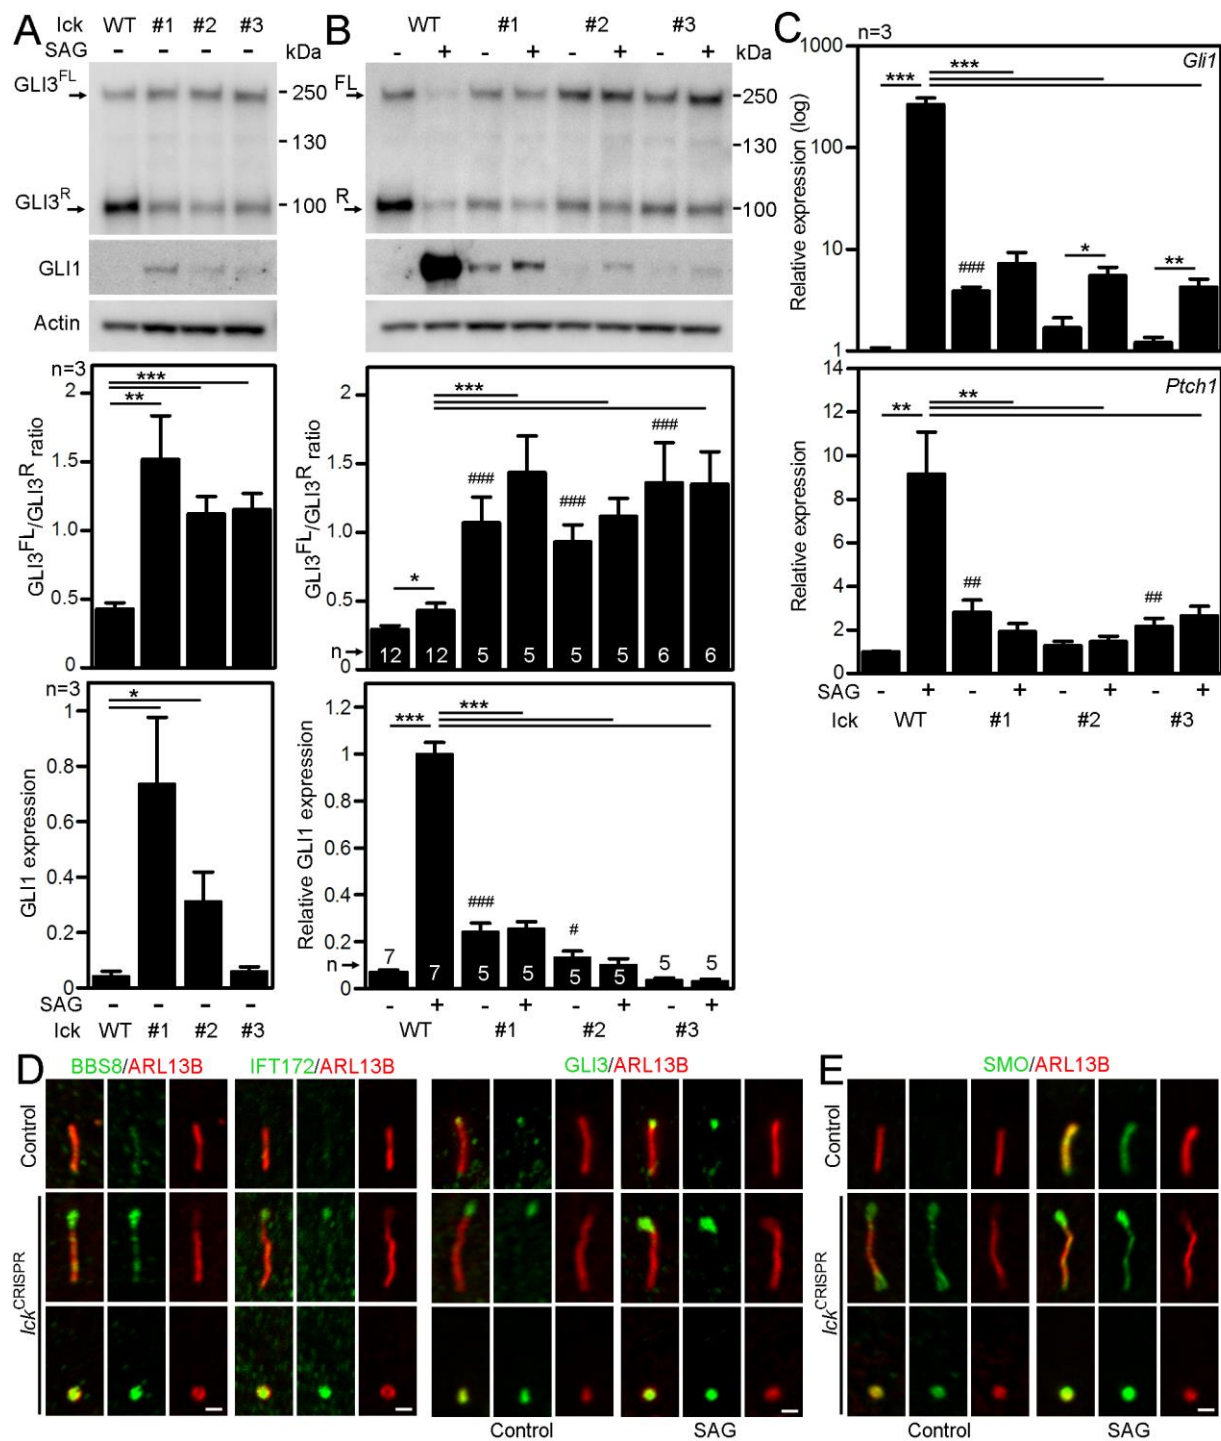 A
Ick WT #1 #2 #3
SAG - - - -
kDa
GLI3FL
250
130
GLI3R
100
GLI1
Actin
n=3
***
**
2
1.5
1.0
0.5
0
GLI3FL/GLI3R ratio
n=3
*
1
0.8
0.6
0.4
0.2
0
GLI1 expression
SAG - - - -
Ick WT #1 #2 #3
B
WT #1 #2 #3
- + - + - + - +
kDa
FL
250
130
R
100
***
###
###
###
*
2
1.5
1.0
0.5
0
GLI3FL/GLI3R ratio
n
12 12 5 5 5 5 6 6
*** ***
###
#
1.2
1
0.8
0.6
0.4
0.2
0
Relative GLI1 expression
n
7 7 5 5 5 5 5 5
- + - + - + - +
WT #1 #2 #3
C
n=3
Gli1
*** ***
###
*
**
1000
100
10
1
Relative expression (log)
Ptch1
** **
##
##
14
12
10
8
6
4
2
0
Relative expression
SAG - + - + - + - +
Ick WT #1 #2 #3
D
BBS8/ARL13B IFT172/ARL13B GLI3/ARL13B
Control
IckCRISPR
Control SAG
E
SMO/ARL13B
Control
IckCRISPR
Control SAG